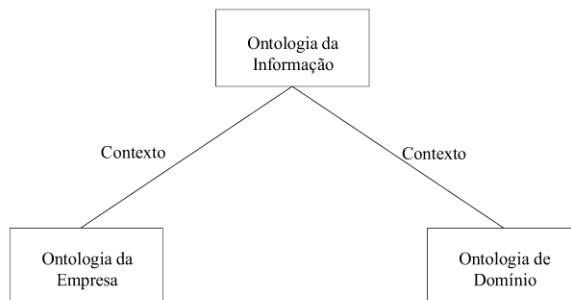 Ontologia da
Informação
Contexto
Contexto
Ontologia da
Empresa
Ontologia de
Domínio